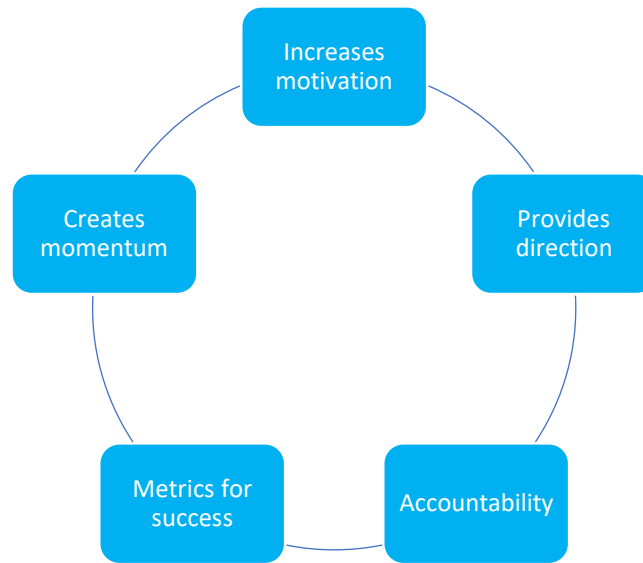 Increases
motivation
Provides
direction
Accountability
Metrics for
success
Creates
momentum